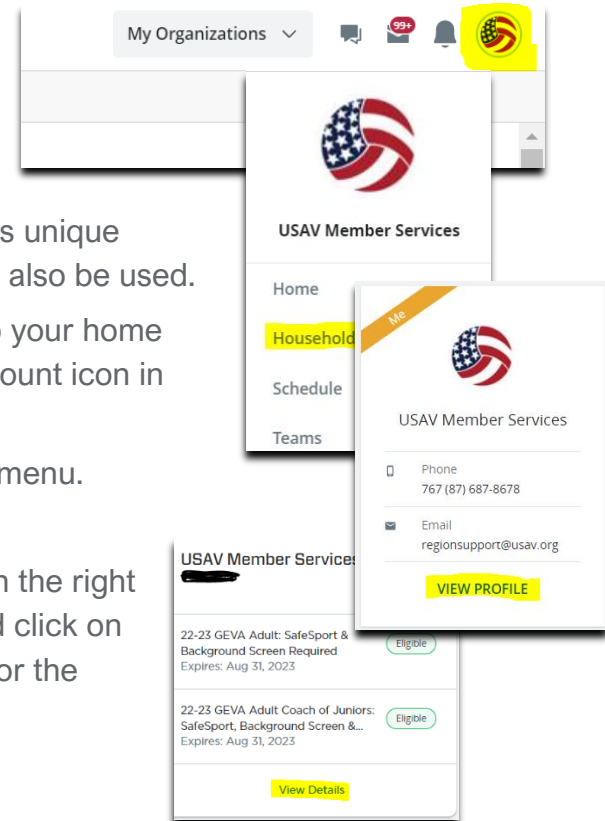 My Organizations
99+
USAV Member Services
Home
Household
Schedule
Teams
s unique
also be used.
your home
ount icon in
menu.
n the right
d click on
or the
Me
USAV Member Services
Phone
767 (87) 687-8678
Email
regionsupport@usav.org
VIEW PROFILE
USAV Member Services
22-23 GEVA Adult: SafeSport &
Background Screen Required
Expires: Aug 31, 2023
Eligible
22-23 GEVA Adult Coach of Juniors:
SafeSport, Background Screen &...
Expires: Aug 31, 2023
Eligible
View Details